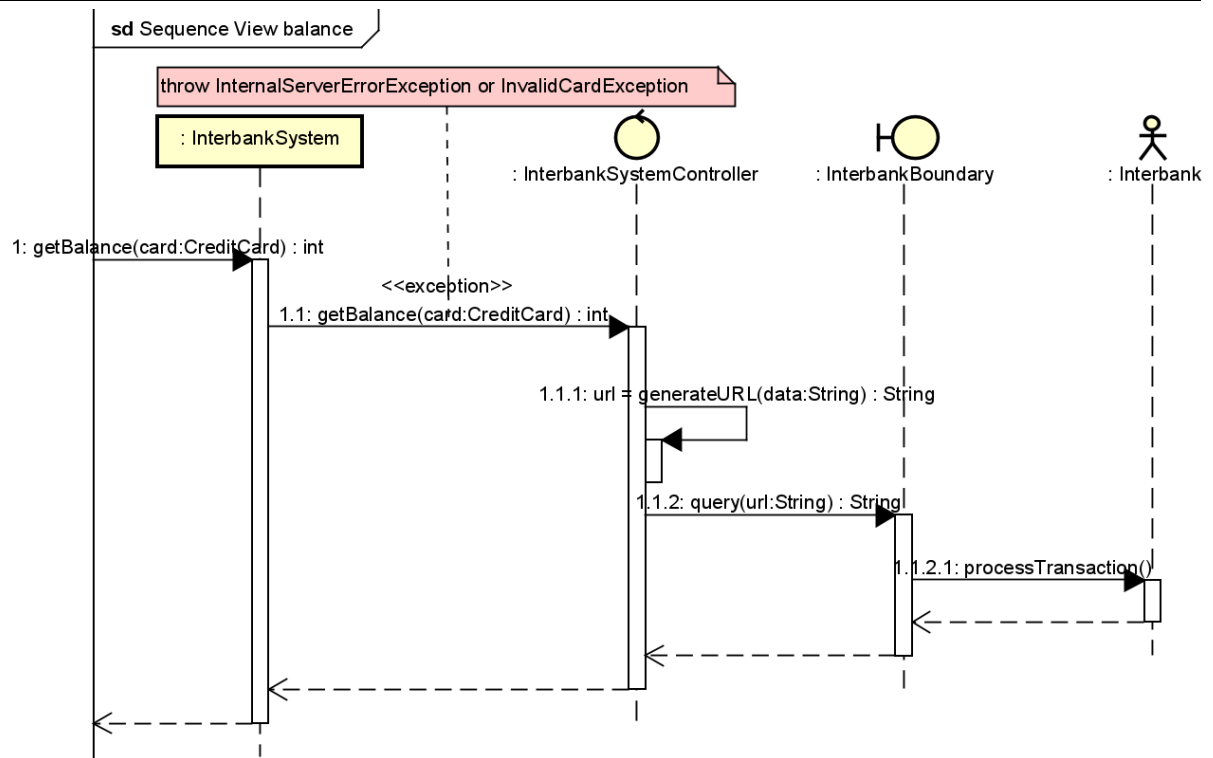 sd Sequence View balance
throw InternalServerErrorException or InvalidCardException
: InterbankSystem
: InterbankSystemController
: InterbankBoundary
: Interbank
1: getBalance(card:CreditCard) : int
<<exception>>
1.1: getBalance(card:CreditCard) : int
1.1.1: url = generateURL(data:String) : String
1.1.2: query(url:String) : String
1.1.2.1: processTransaction()